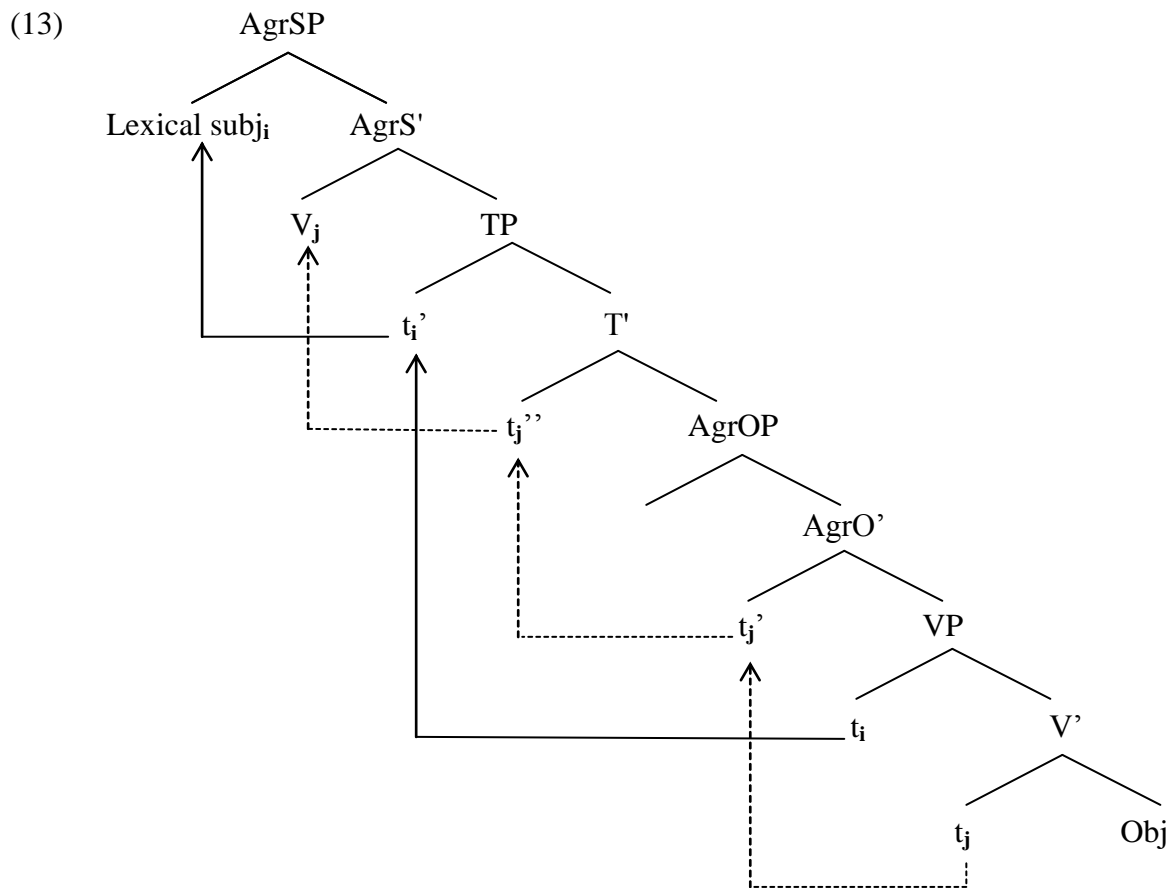 (13) AgrSP
Lexical subjᵢ AgrS'
Vⱼ TP
tᵢ’ T'
tⱼ’’ AgrOP
AgrO’
tⱼ’ VP
tᵢ V’
tⱼ Obj